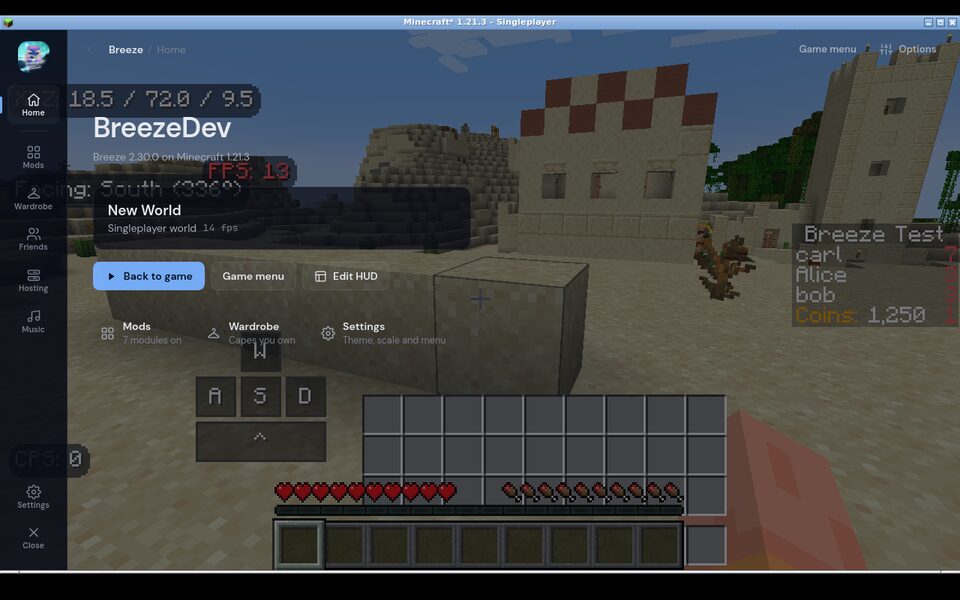 Minecraft* 1.21.3 - Singleplayer
Breeze / Home
Game menu
Options
Home
18.5 / 72.0 / 9.5
BreezeDev
Breeze 2.30.0 on Minecraft 1.21.3
FPS: 13
Mods
Facing: South (336°)
Wardrobe
New World
Singleplayer world 14 fps
Friends
Breeze Test
carl
Alice
bob
Coins: 1,250
Back to game
Game menu
Edit HUD
Hosting
Music
Mods
7 modules on
Wardrobe
Capes you own
Settings
Theme, scale and menu
W
A
S
D
^
CPS: 0
Settings
Close